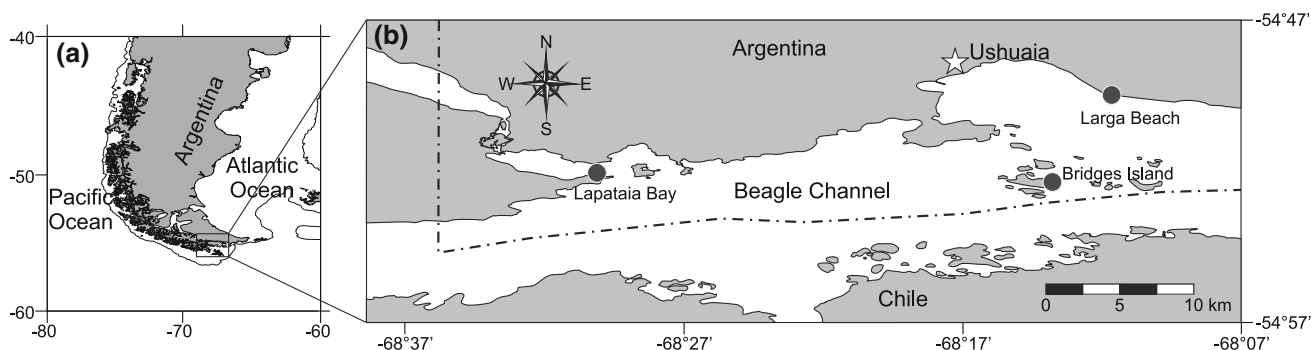 (a)
-40
-50
-60
-80
-70
-60
Argentina
Atlantic
Ocean
Pacific
Ocean
(b)
N
W
E
S
Argentina
Ushuaia
Larga Beach
Lapataia Bay
Beagle Channel
Bridges Island
Chile
0
5
10 km
-54°47'
-54°57'
-68°37'
-68°27'
-68°17'
-68°07'